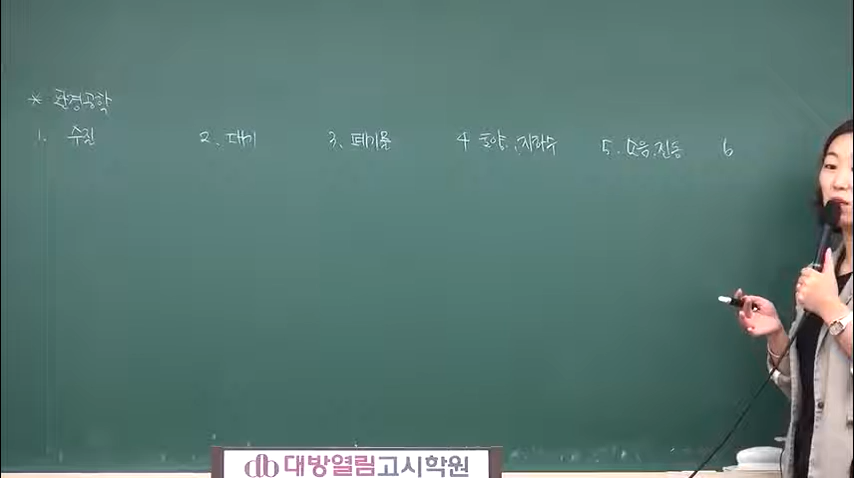 * 환경공학
1. 수질 2. 대기 3. 폐기물 4 토양.지하수 5. 소음.진동 6
db 대방열림고시학원